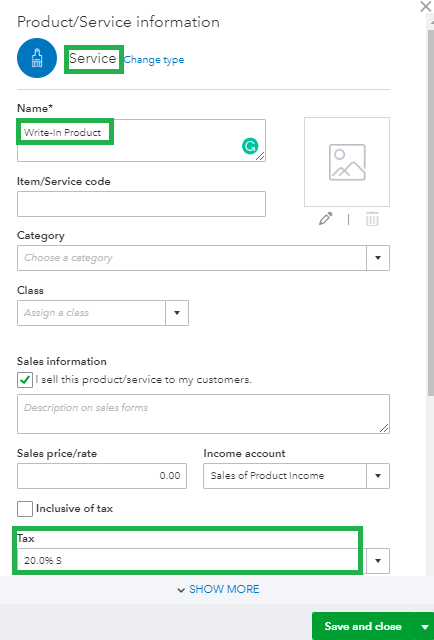 Product/Service information
Service Change type
Name*
Write-In Product
Item/Service code
Category
Choose a category
Class
Assign a class
Sales information
I sell this product/service to my customers.
Description on sales forms
Sales price/rate Income account
0.00 Sales of Product Income
Inclusive of tax
Tax
20.0% S
SHOW MORE
Save and close